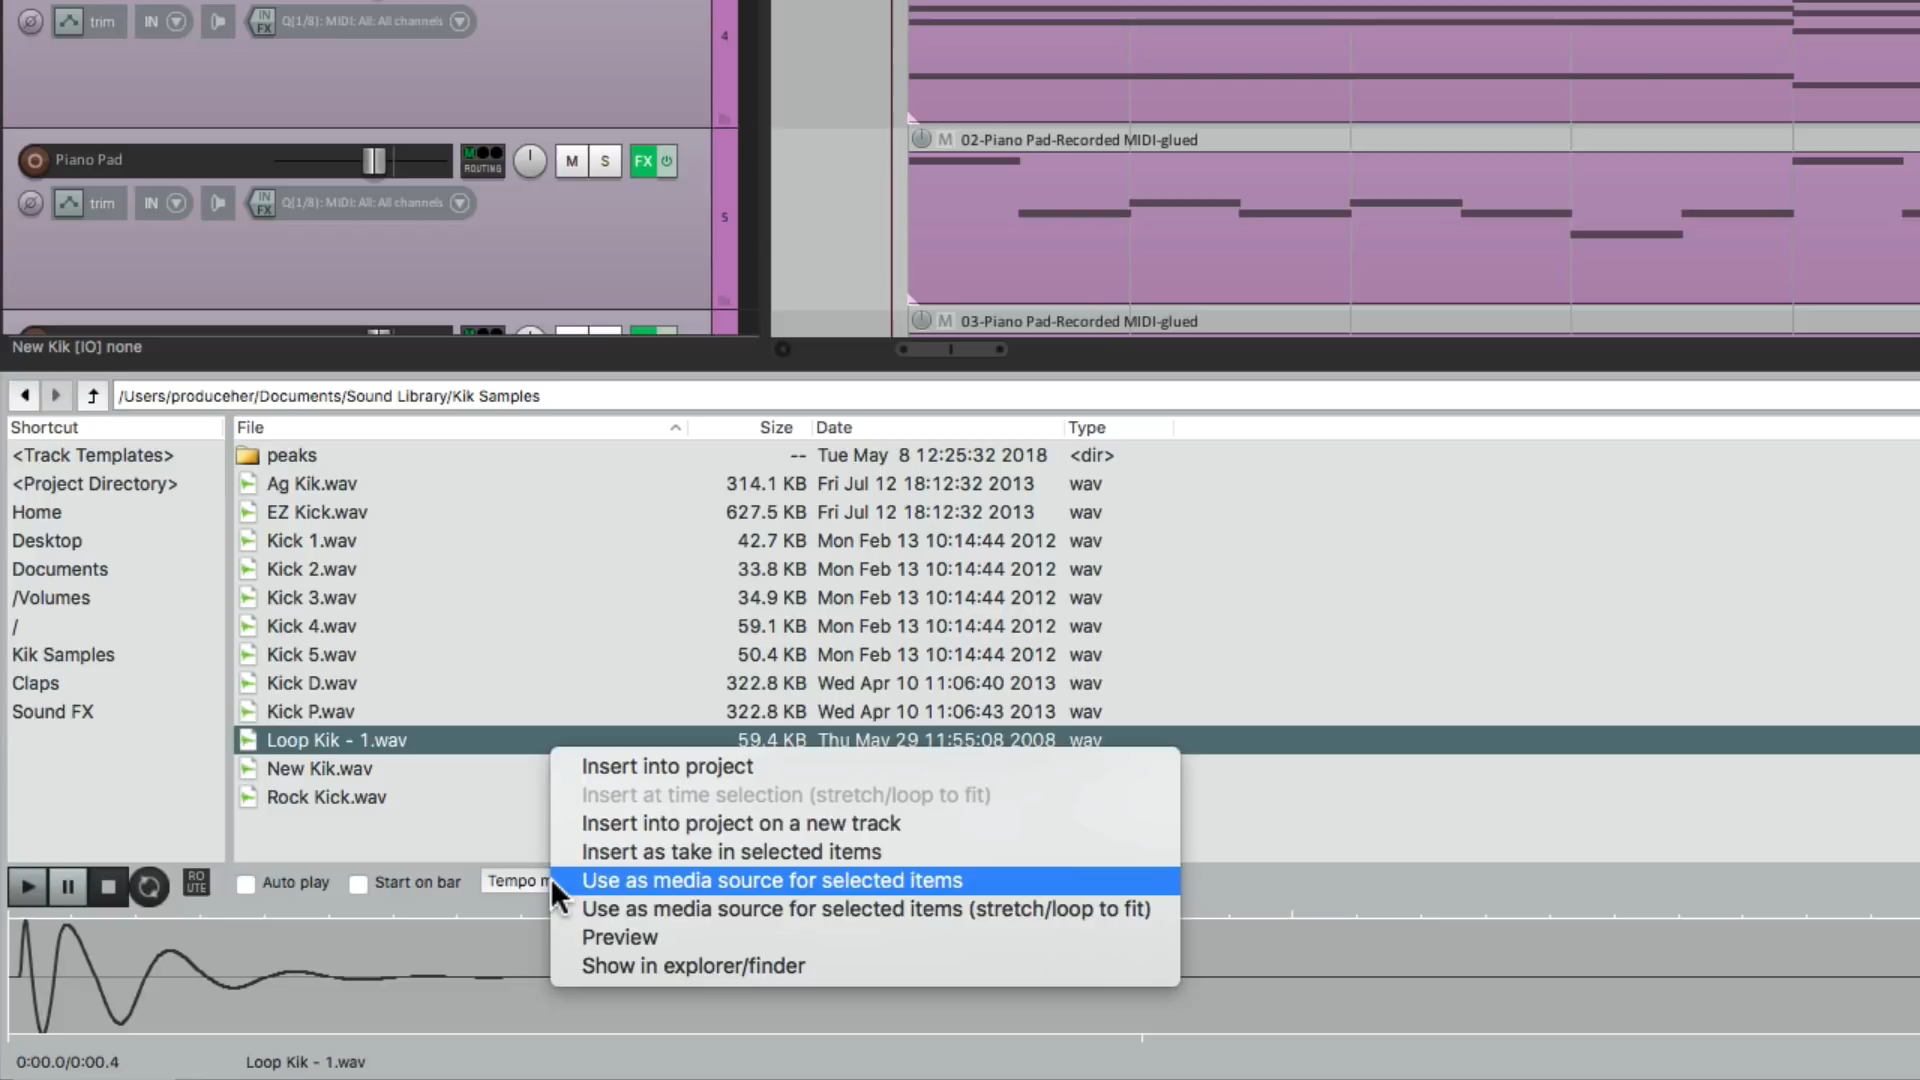 trim IN IN FX Q(1/8): MIDI: All: All channels
4
02-Piano Pad-Recorded MIDI-glued
M
Piano Pad
M
ROUTING
M S FX
trim IN IN FX Q(1/8): MIDI: All: All channels
5
M 03-Piano Pad-Recorded MIDI-glued
New Kik [IO] none
/Users/produceher/Documents/Sound Library/Kik Samples
Shortcut File Size Date Type
<Track Templates> peaks -- Tue May 8 12:25:32 2018 <dir>
<Project Directory> Ag Kik.wav 314.1 KB Fri Jul 12 18:12:32 2013 wav
Home EZ Kick.wav 627.5 KB Fri Jul 12 18:12:32 2013 wav
Desktop Kick 1.wav 42.7 KB Mon Feb 13 10:14:44 2012 wav
Documents Kick 2.wav 33.8 KB Mon Feb 13 10:14:44 2012 wav
/Volumes Kick 3.wav 34.9 KB Mon Feb 13 10:14:44 2012 wav
/ Kick 4.wav 59.1 KB Mon Feb 13 10:14:44 2012 wav
Kik Samples Kick 5.wav 50.4 KB Mon Feb 13 10:14:44 2012 wav
Claps Kick D.wav 322.8 KB Wed Apr 10 11:06:40 2013 wav
Sound FX Kick P.wav 322.8 KB Wed Apr 10 11:06:43 2013 wav
Loop Kik - 1.wav 59.4 KB Thu May 29 11:55:08 2008 wav
New Kik.wav
Rock Kick.wav
Insert into project
Insert at time selection (stretch/loop to fit)
Insert into project on a new track
Insert as take in selected items
Use as media source for selected items
Use as media source for selected items (stretch/loop to fit)
Preview
Show in explorer/finder
RO
UTE
Auto play Start on bar Tempo
0:00.0/0:00.4 Loop Kik - 1.wav